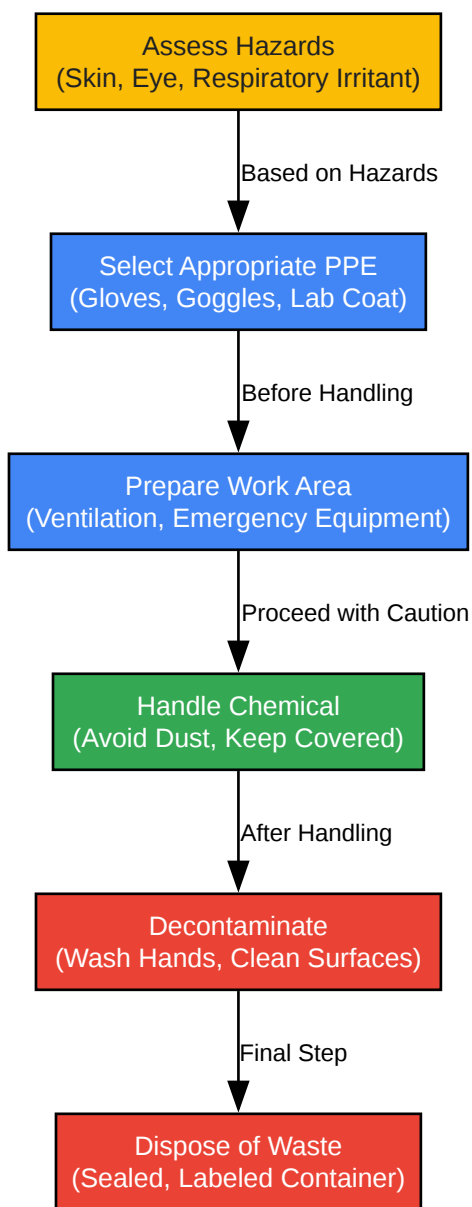 Assess Hazards
(Skin, Eye, Respiratory Irritant)
Based on Hazards
Select Appropriate PPE
(Gloves, Goggles, Lab Coat)
Before Handling
Prepare Work Area
(Ventilation, Emergency Equipment)
Proceed with Caution
Handle Chemical
(Avoid Dust, Keep Covered)
After Handling
Decontaminate
(Wash Hands, Clean Surfaces)
Final Step
Dispose of Waste
(Sealed, Labeled Container)